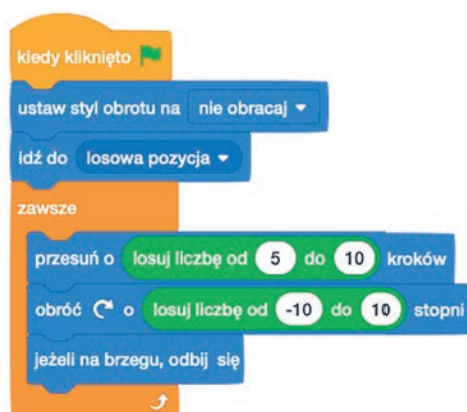 kiedy kliknięto
ustaw styl obrotu na nie obracaj
idź do losowa pozycja
zawsze
przesuń o losuj liczbę od 5 do 10 kroków
obróć o losuj liczbę od -10 do 10 stopni
jeżeli na brzegu, odbij się